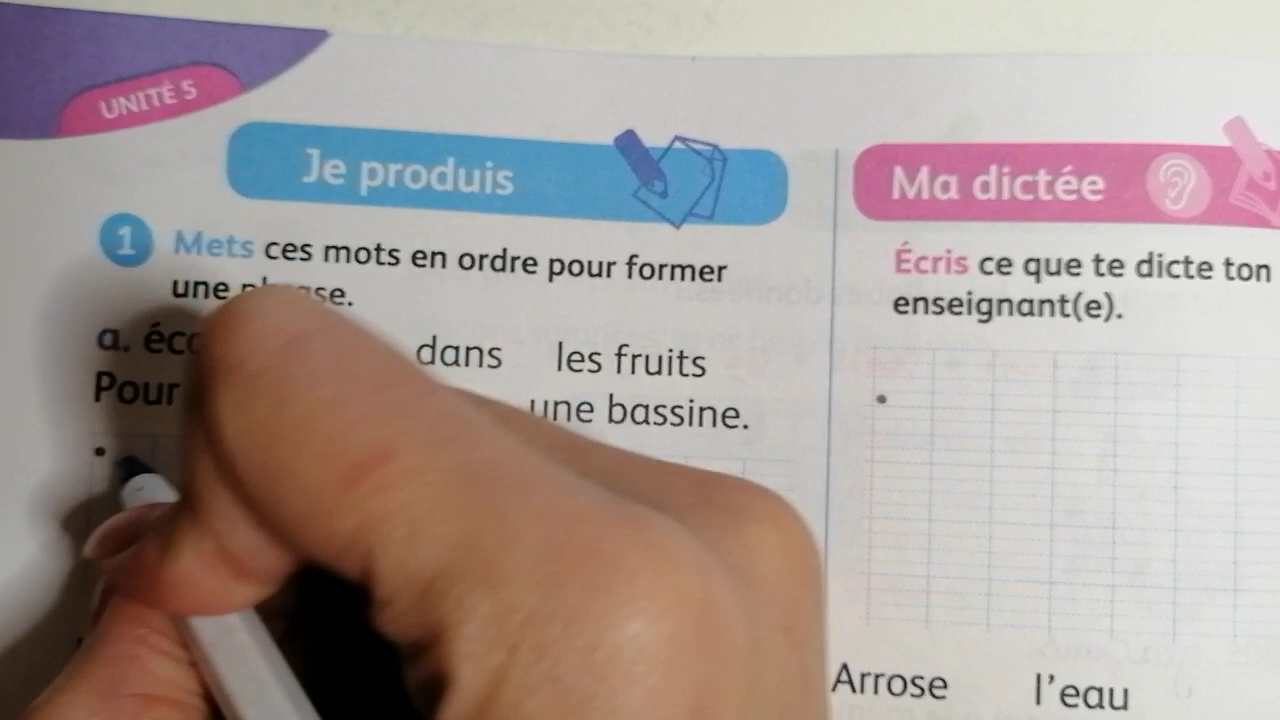 UNITÉ 5
Je produis
1 Mets ces mots en ordre pour former
une phrase.
a. dans les fruits
Pour une bassine.
Ma dictée
Écris ce que te dicte ton
enseignant(e).
Arrose l'eau